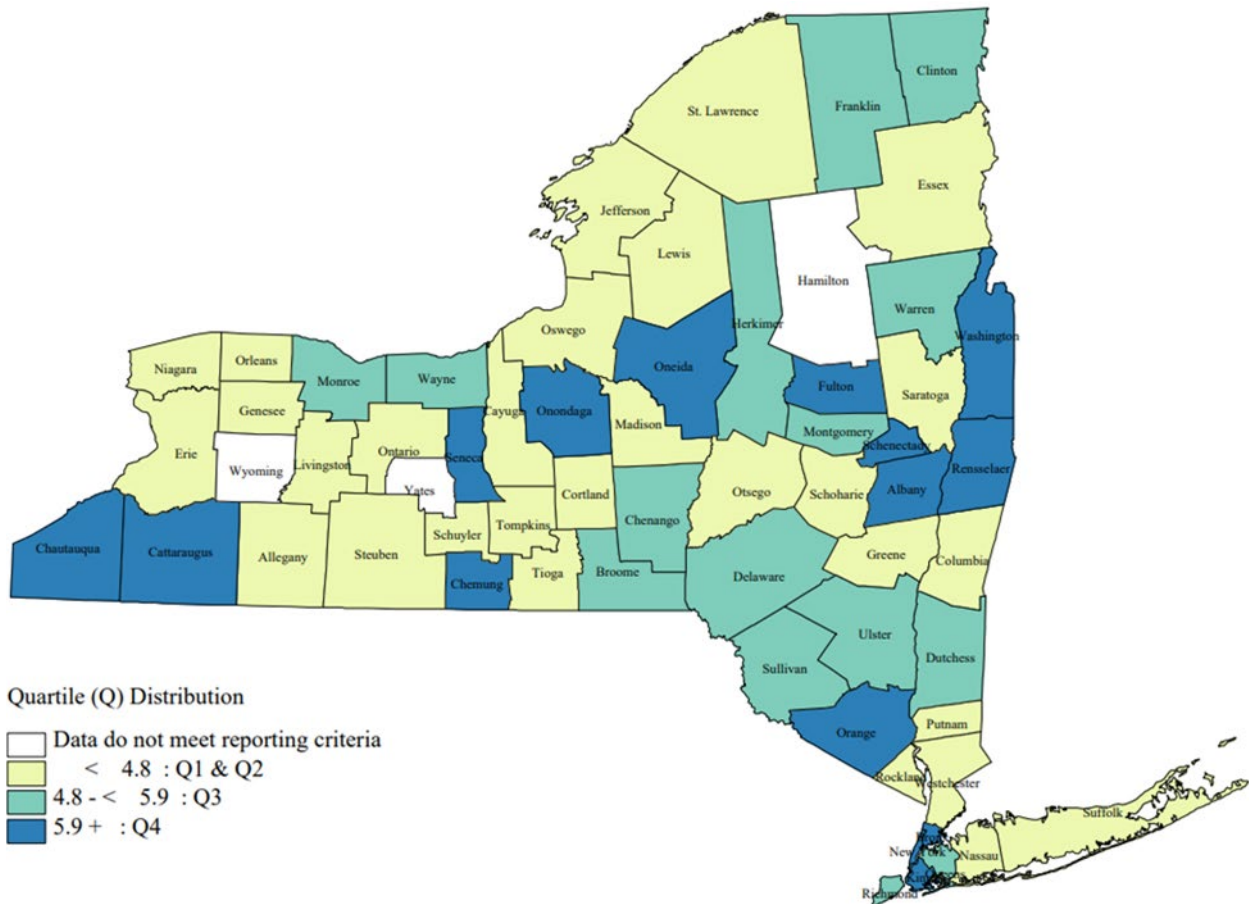 Clinton
Franklin
St. Lawrence
Essex
Jefferson
Lewis
Hamilton
Warren
Herkimer
Washington
Oswego
Oneida
Niagara
Orleans
Monroe
Wayne
Fulton
Saratoga
Genesee
Cayuga
Onondaga
Madison
Montgomery
Schenectady
Erie
Wyoming
Livingston
Ontario
Seneca
Yates
Rensselaer
Albany
Cortland
Otsego
Schoharie
Chenango
Tompkins
Schuyler
Chautauqua
Cattaraugus
Allegany
Steuben
Greene
Columbia
Chemung
Tioga
Broome
Delaware
Ulster
Dutchess
Sullivan
Putnam
Orange
Rockland
Westchester
Suffolk
New York
Nassau
Richmond
Quartile (Q) Distribution
Data do not meet reporting criteria
< 4.8 : Q1 & Q2
4.8 - < 5.9 : Q3
5.9 + : Q4